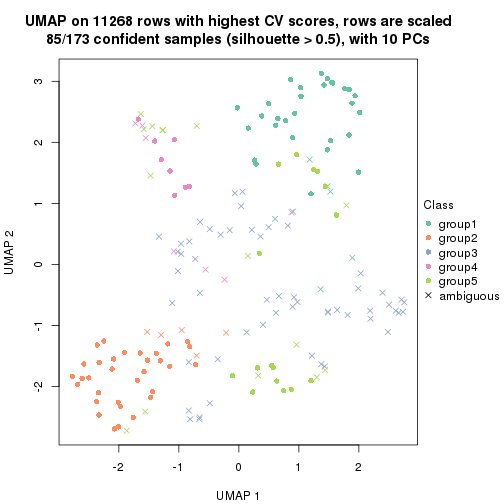 UMAP on 11268 rows with highest CV scores, rows are scaled
85/173 confident samples (silhouette > 0.5), with 10 PCs
3
2
1
0
-1
-2
UMAP 2
-2
-1
0
1
2
UMAP 1
Class
group1
group2
group3
group4
group5
ambiguous